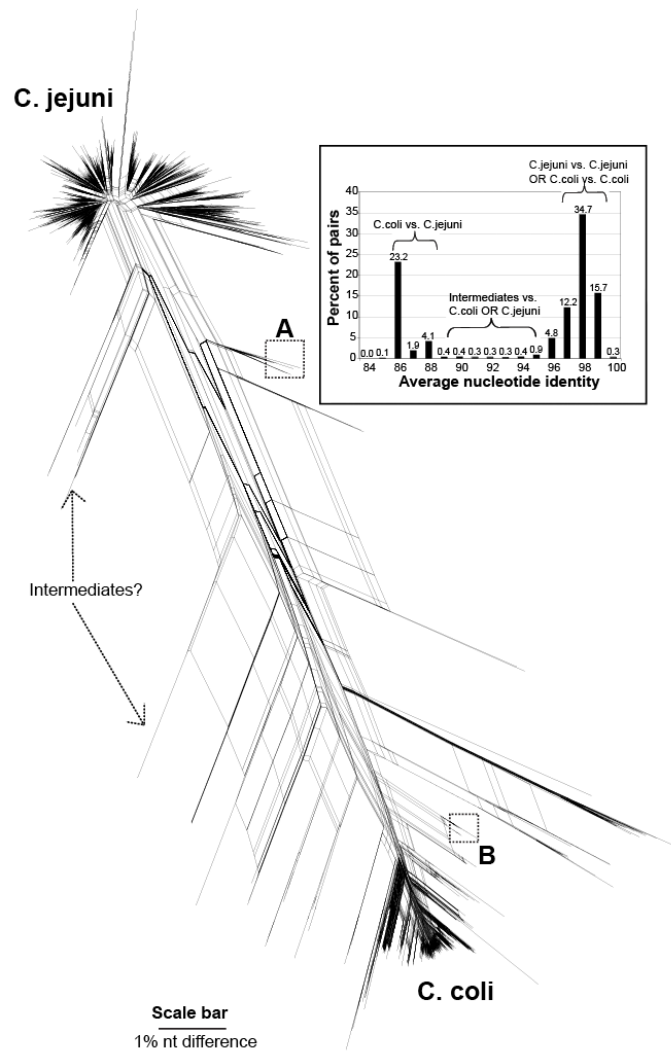 C. jejuni
C.jejuni vs. C.jejuni
OR C.coli vs. C.coli
C.coli vs. C.jejuni
Intermediates vs.
C.coli OR C.jejuni
Percent of pairs
40
35
30
25
20
15
10
5
0
0.0 0.1 23.2 1.9 4.1 0.4 0.4 0.3 0.3 0.3 0.4 0.9 4.8 12.2 34.7 15.7 0.3
84 86 88 90 92 94 96 98 100
Average nucleotide identity
A
Intermediates?
B
C. coli
Scale bar
1% nt difference